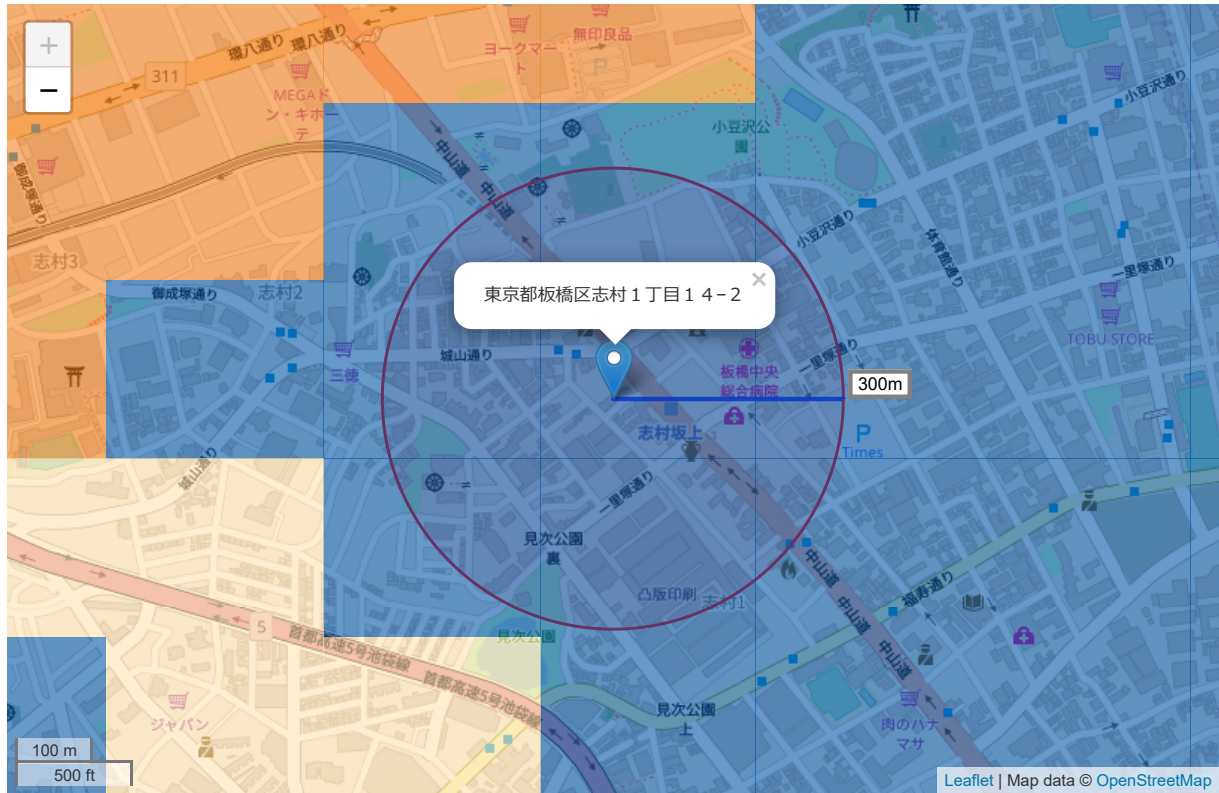 +
−
311
環八通り 環八通り
ヨークマー
ト
無印良品
P
MEGAド
ン・キホー
テ
小豆沢通り
小豆沢公
園
中山道
中山道
御成塚通り
小豆沢通り
体育館通り
志村3
御成塚通り
志村2
一里塚通り
東京都板橋区志村１丁目１４−２
×
TOBU STORE
城山通り
三徳
板橋中央
総合病院
一里塚通り
300m
志村坂上
P
Times
城山通り
一里塚通り
見次公園
裏
凸版印刷
志村1
中山道
中山道
中山道
福寿通り
5
首都高速5号池袋線
首都高速5号池袋線
見次公園
ジャパン
見次公園
上
肉のハナ
マサ
100 m
500 ft
Leaflet | Map data © OpenStreetMap